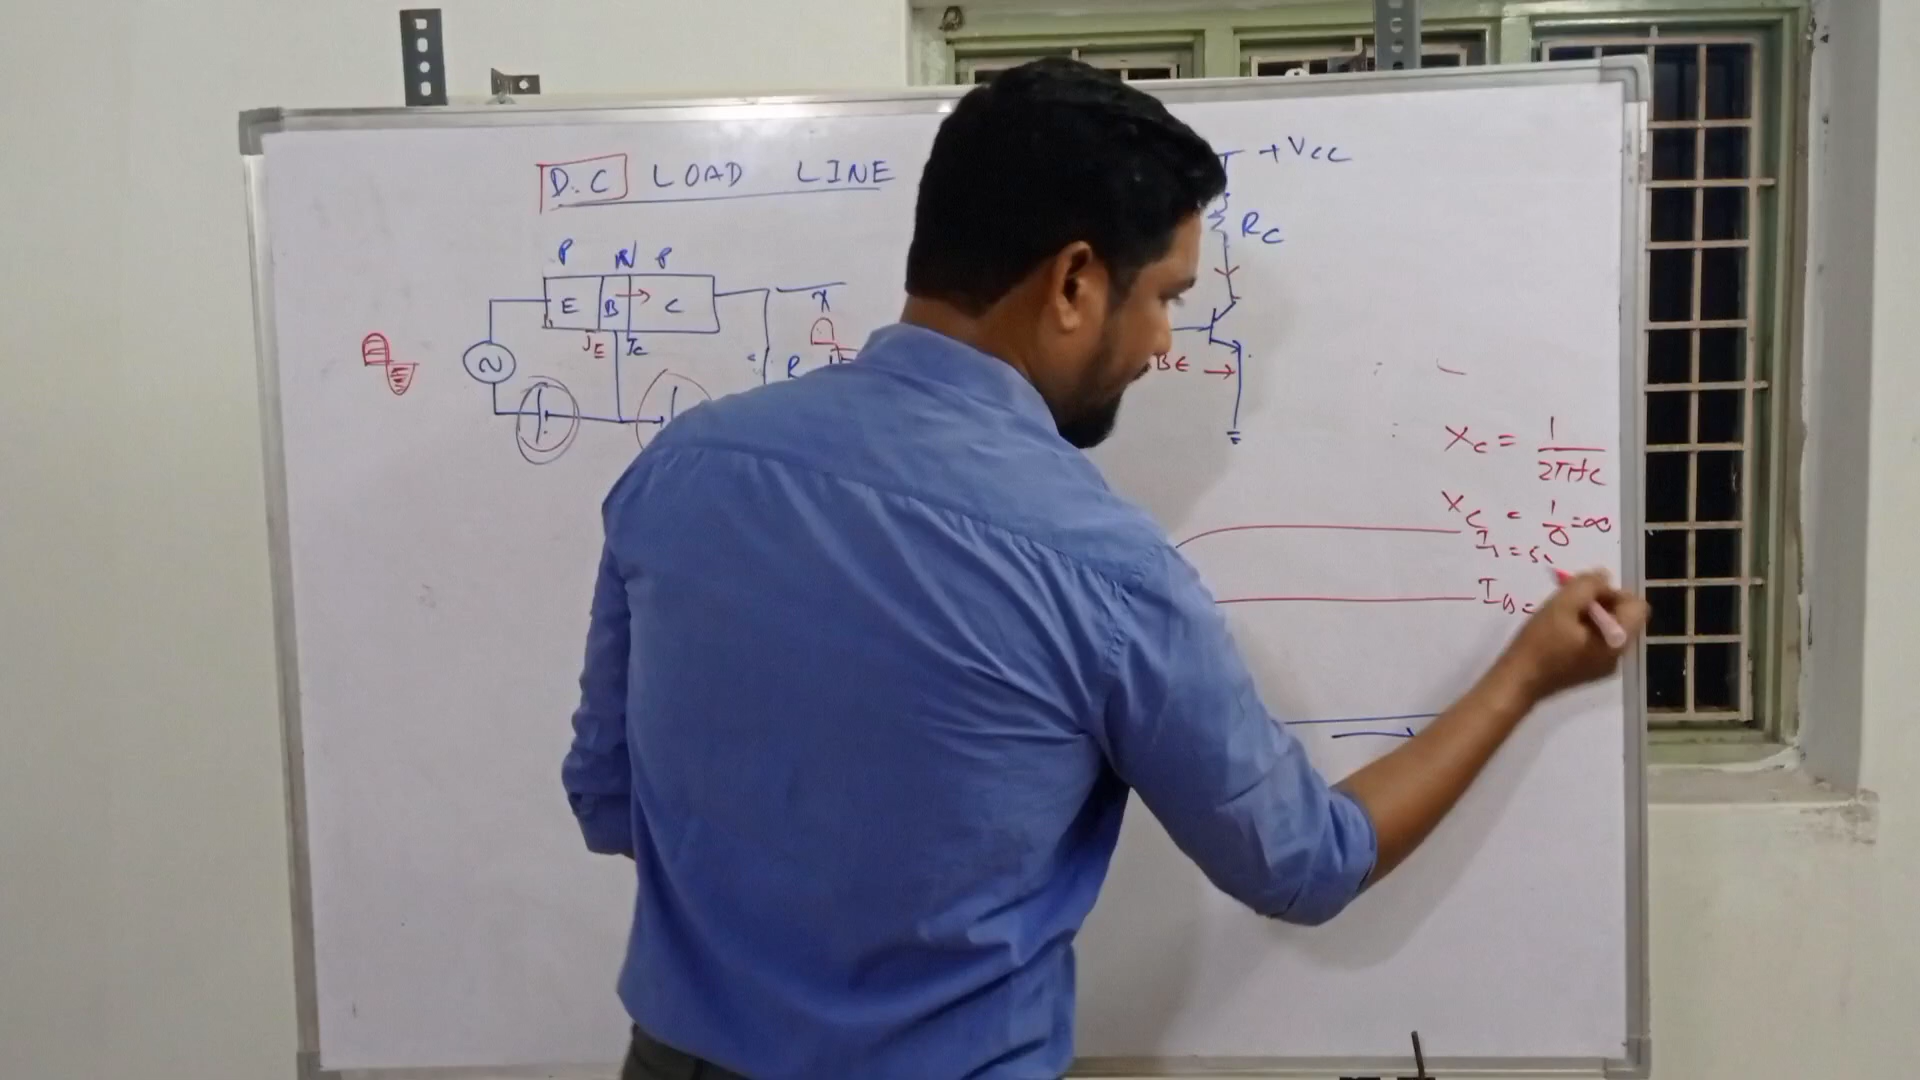 D.C LOAD LINE
+VCC
RC
P N P
E B C
JE JC
R
BE
XC = 1/2πfC
XC = 1/0 = ∞
IB =